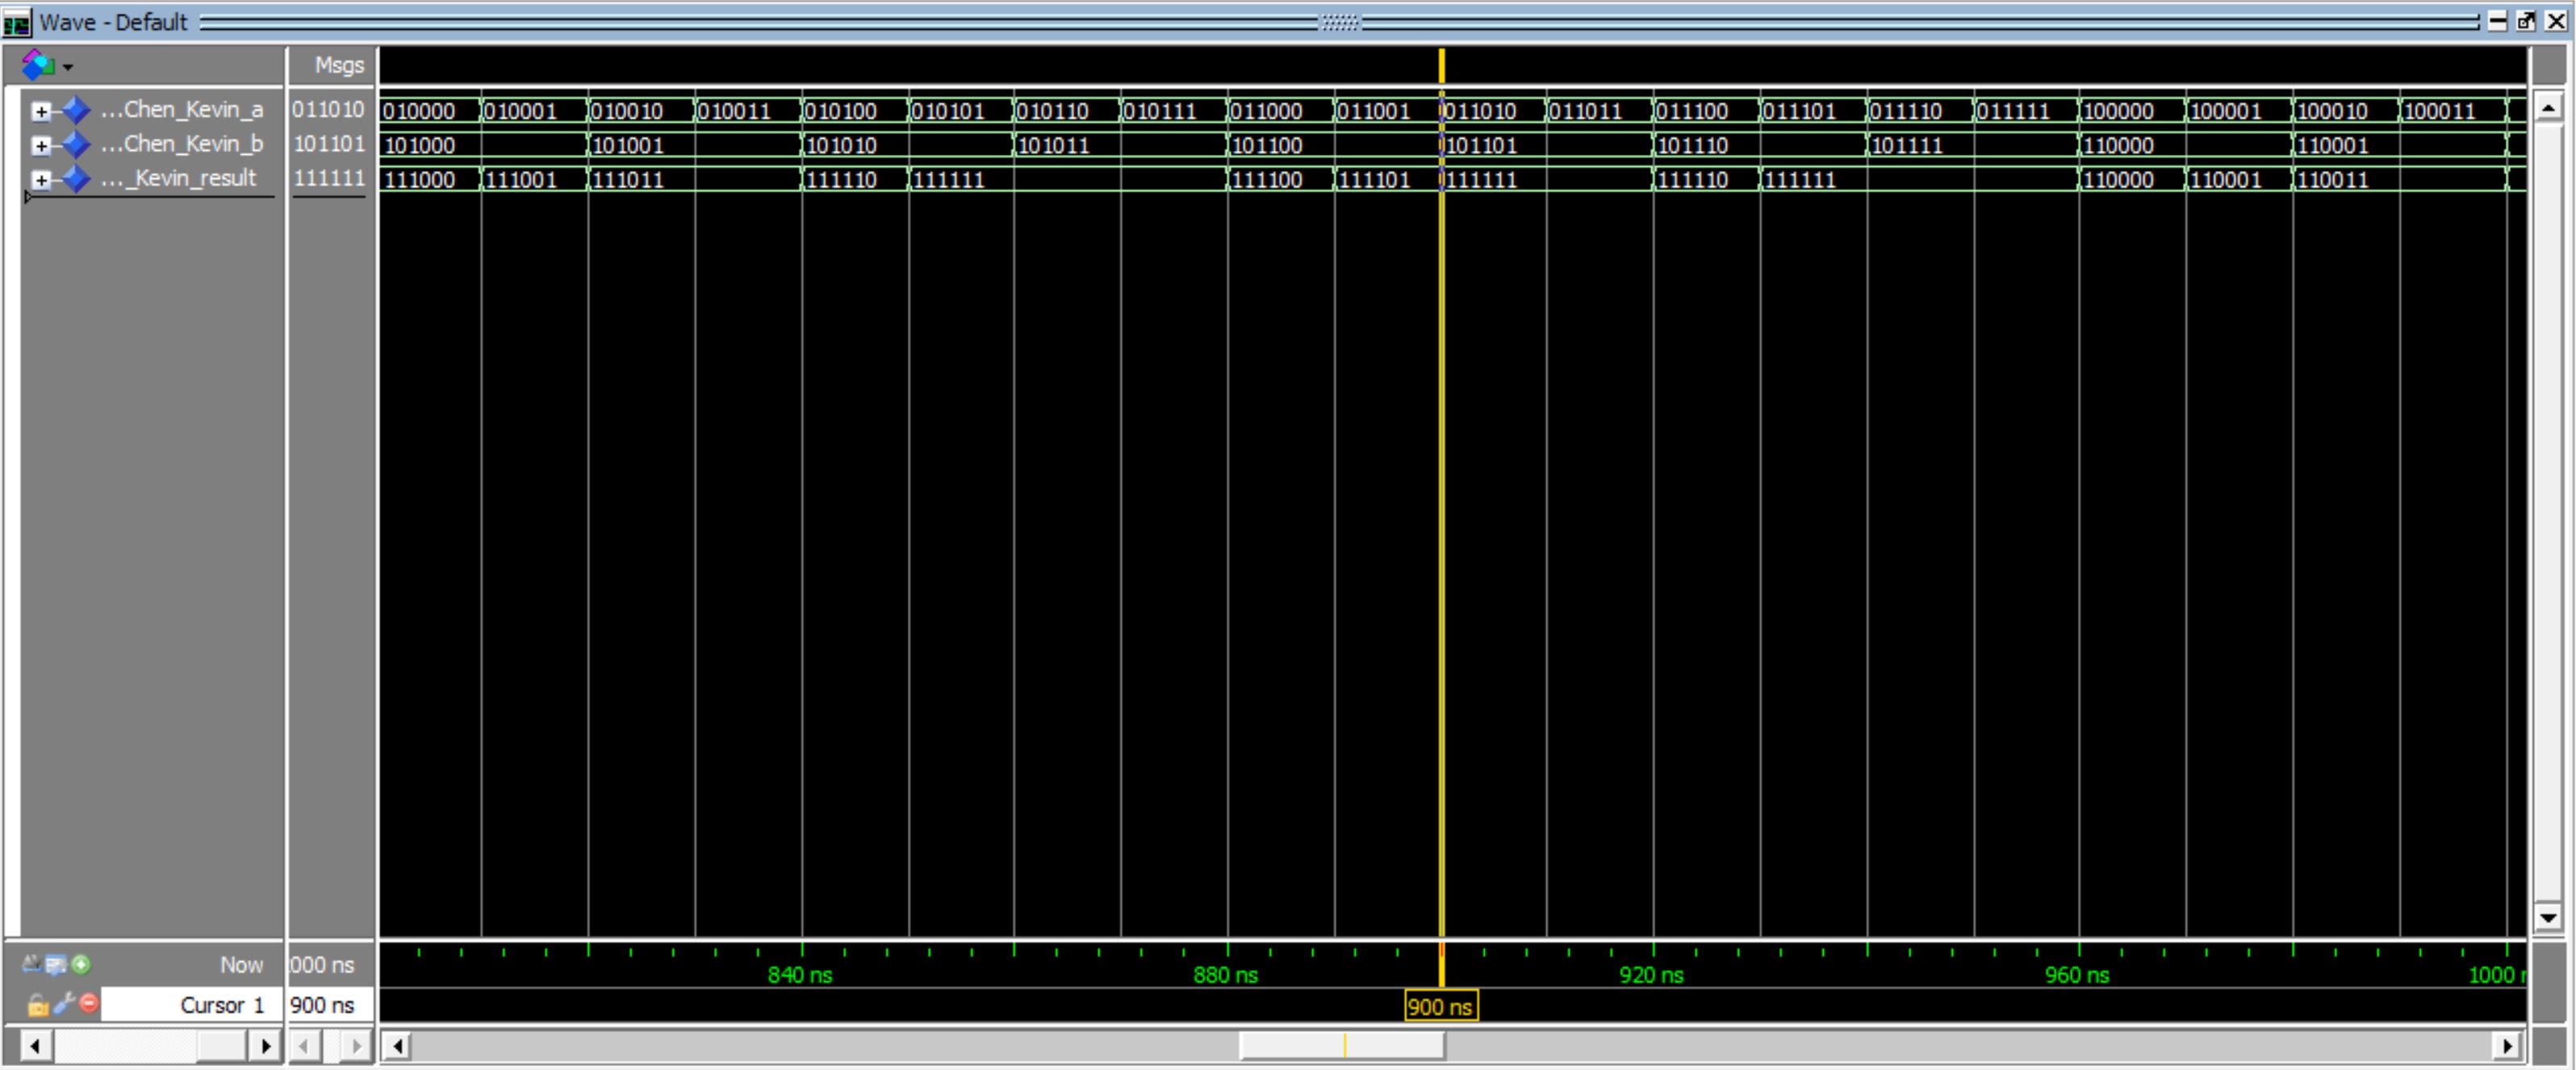 Wave - Default
Msgs
...Chen_Kevin_a 011010 010000 010001 010010 010011 010100 010101 010110 010111 011000 011001 011010 011011 011100 011101 011110 011111 100000 100001 100010 100011
...Chen_Kevin_b 101101 101000 101001 101010 101011 101100 101101 101110 101111 110000 110001
..._Kevin_result 111111 111000 111001 111011 111110 111111 111100 111101 111111 111110 111111 110000 110001 110011
Now 000 ns 840 ns 880 ns 920 ns 960 ns 1000
Cursor 1 900 ns 900 ns